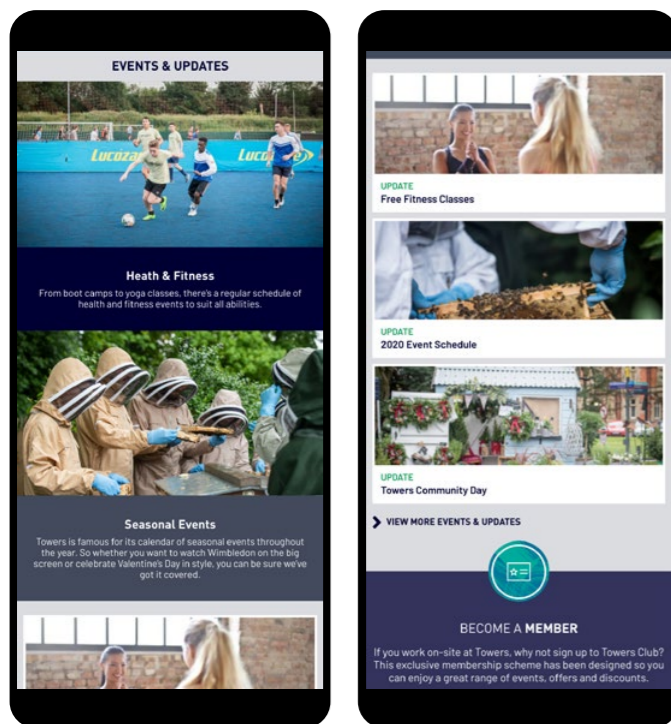 EVENTS & UPDATES
Lucozade
Heath & Fitness
From boot camps to yoga classes, there's a regular schedule of
health and fitness events to suit all abilities.
Seasonal Events
Towers is famous for its calendar of seasonal events throughout
the year. So whether you want to watch Wimbledon on the big
screen or celebrate Valentine's Day in style, you can be sure we've
got it covered.
UPDATE
Free Fitness Classes
UPDATE
2020 Event Schedule
UPDATE
Towers Community Day
VIEW MORE EVENTS & UPDATES
BECOME A MEMBER
If you work on-site at Towers, why not sign up to Towers Club?
This exclusive membership scheme has been designed so you
can enjoy a great range of events, offers and discounts.